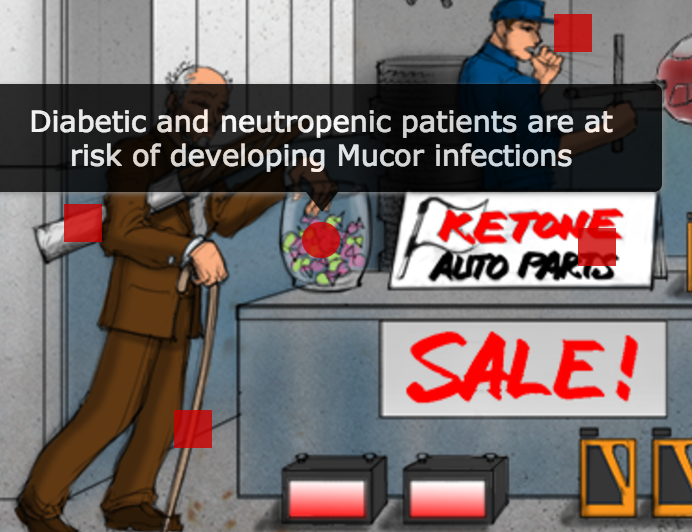 Diabetic and neutropenic patients are at
risk of developing Mucor infections
KETONE
AUTO PARTS
SALE!